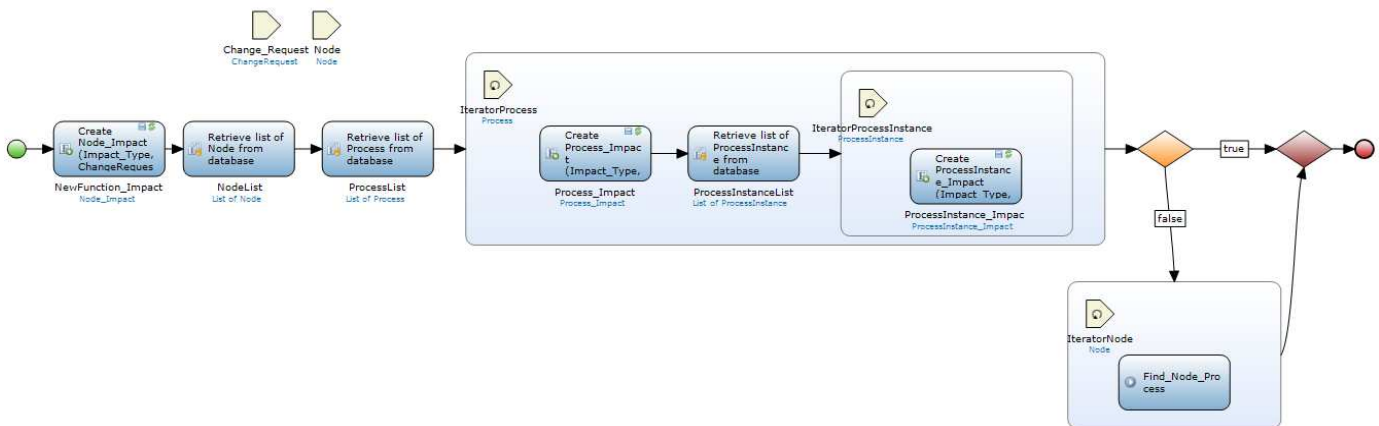 Change_Request
ChangeRequest
Node
Node
IteratorProcess
Process
IteratorProcessInstance
ProcessInstance
Create
Node_Impact
(Impact_Type,
ChangeReques
NewFunction_Impact
Node_Impact
Retrieve list of
Node from
database
NodeList
List of Node
Retrieve list of
Process from
database
ProcessList
List of Process
Create
Process_Impac
t
(Impact_Type,
Process_Impact
Process_Impact
Retrieve list of
ProcessInstanc
e from
database
ProcessInstanceList
List of ProcessInstance
Create
ProcessInstanc
e_Impact
(Impact_Type,
ProcessInstance_Impac
ProcessInstance_Impact
true
false
IteratorNode
Node
Find_Node_Pro
cess